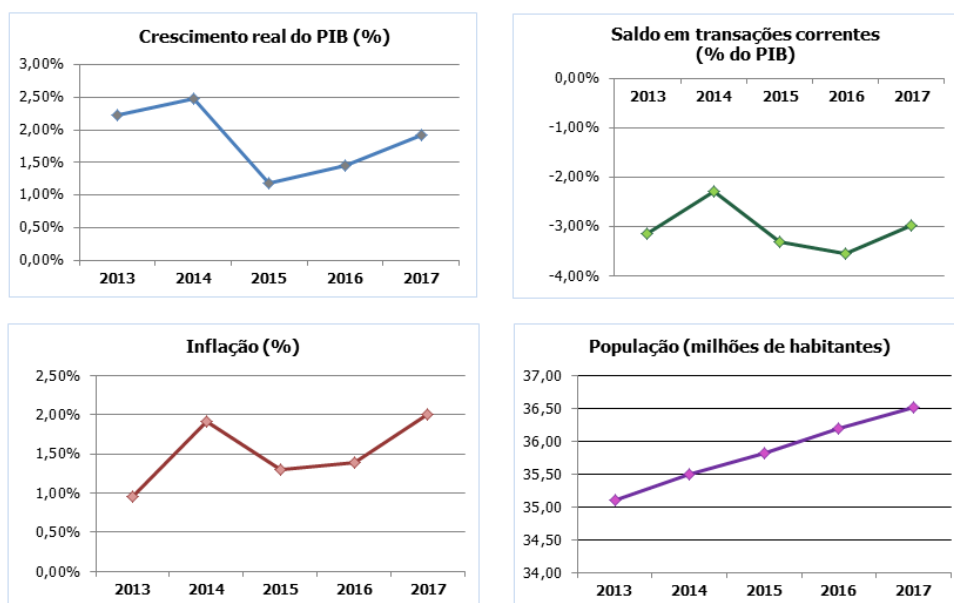 Crescimento real do PIB (%)
3,00%
2,50%
2,00%
1,50%
1,00%
0,50%
0,00%
2013 2014 2015 2016 2017
Saldo em transações correntes
(% do PIB)
0,00%
2013 2014 2015 2016 2017
-1,00%
-2,00%
-3,00%
-4,00%
Inflação (%)
2,50%
2,00%
1,50%
1,00%
0,50%
0,00%
2013 2014 2015 2016 2017
População (milhões de habitantes)
37,00
36,50
36,00
35,50
35,00
34,50
34,00
2013 2014 2015 2016 2017